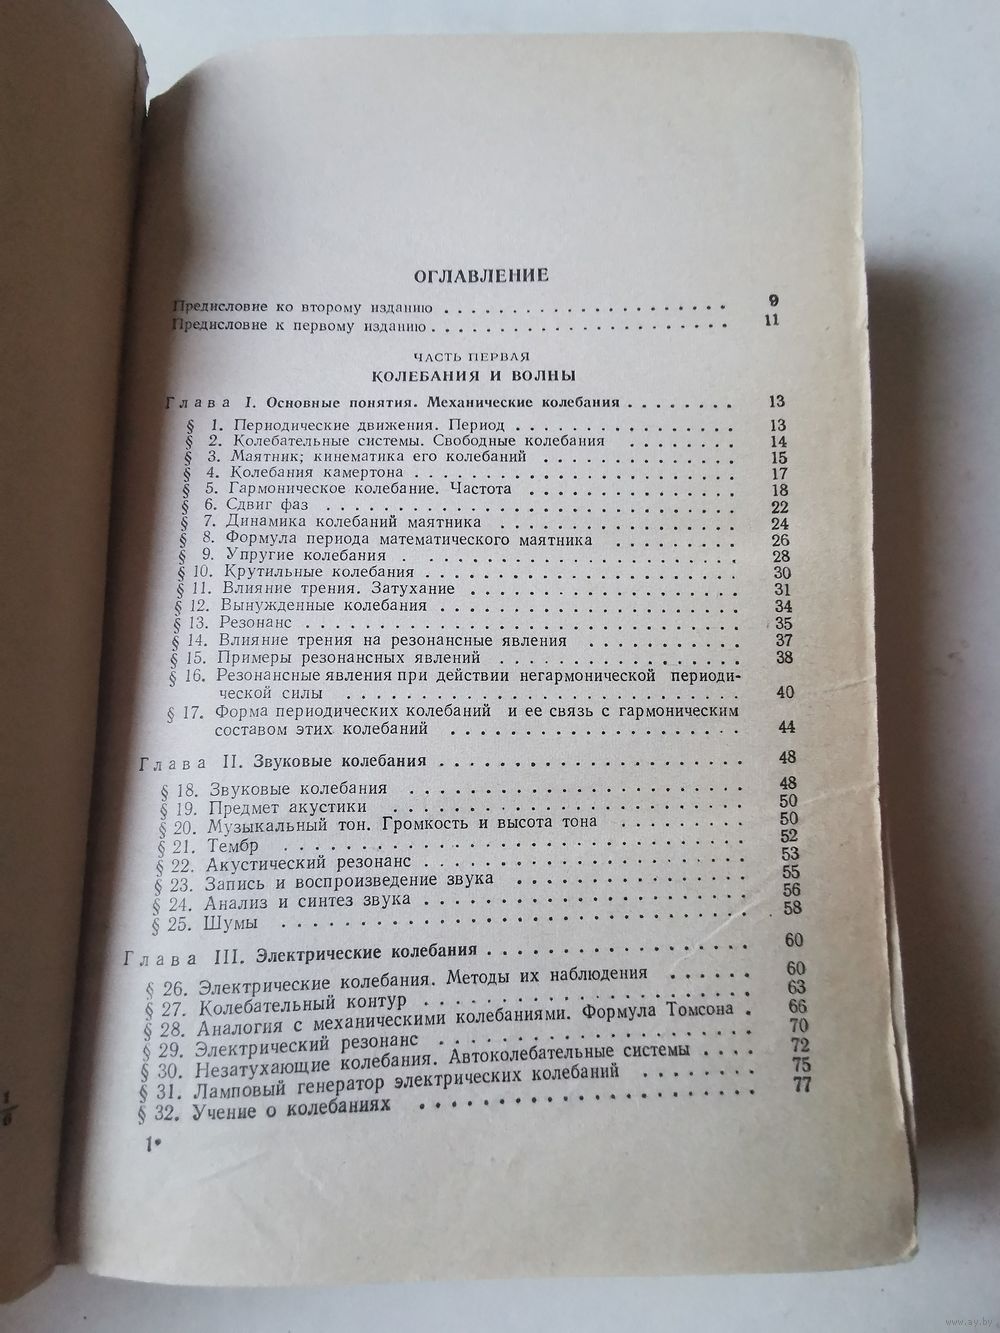 ОГЛАВЛЕНИЕ
Предисловие ко второму изданию . . . . . . . . . . . . . . . . . . . . 9
Предисловие к первому изданию . . . . . . . . . . . . . . . . . . . . 11
ЧАСТЬ ПЕРВАЯ
КОЛЕБАНИЯ И ВОЛНЫ
Глава I. Основные понятия. Механические колебания . . . . . . . . 13
§ 1. Периодические движения. Период . . . . . . . . . . . . . . . . 13
§ 2. Колебательные системы. Свободные колебания . . . . . . . . 14
§ 3. Маятник; кинематика его колебаний . . . . . . . . . . . . . . 15
§ 4. Колебания камертона . . . . . . . . . . . . . . . . . . . . . . 17
§ 5. Гармоническое колебание. Частота . . . . . . . . . . . . . . . 18
§ 6. Сдвиг фаз . . . . . . . . . . . . . . . . . . . . . . . . . . . 22
§ 7. Динамика колебаний маятника . . . . . . . . . . . . . . . . . 24
§ 8. Формула периода математического маятника . . . . . . . . . 26
§ 9. Упругие колебания . . . . . . . . . . . . . . . . . . . . . . . 28
§ 10. Крутильные колебания . . . . . . . . . . . . . . . . . . . . . 30
§ 11. Влияние трения. Затухание . . . . . . . . . . . . . . . . . . . 31
§ 12. Вынужденные колебания . . . . . . . . . . . . . . . . . . . . 34
§ 13. Резонанс . . . . . . . . . . . . . . . . . . . . . . . . . . . . 35
§ 14. Влияние трения на резонансные явления . . . . . . . . . . . 37
§ 15. Примеры резонансных явлений . . . . . . . . . . . . . . . . . 38
§ 16. Резонансные явления при действии негармонической периоди-
ческой силы . . . . . . . . . . . . . . . . . . . . . . . . . . . 40
§ 17. Форма периодических колебаний и ее связь с гармоническим
составом этих колебаний . . . . . . . . . . . . . . . . . . . . 44
Глава II. Звуковые колебания . . . . . . . . . . . . . . . . . . . . . 48
§ 18. Звуковые колебания . . . . . . . . . . . . . . . . . . . . . . 48
§ 19. Предмет акустики . . . . . . . . . . . . . . . . . . . . . . . 50
§ 20. Музыкальный тон. Громкость и высота тона . . . . . . . . . 50
§ 21. Тембр . . . . . . . . . . . . . . . . . . . . . . . . . . . . . 52
§ 22. Акустический резонанс . . . . . . . . . . . . . . . . . . . . . 53
§ 23. Запись и воспроизведение звука . . . . . . . . . . . . . . . . 55
§ 24. Анализ и синтез звука . . . . . . . . . . . . . . . . . . . . . 56
§ 25. Шумы . . . . . . . . . . . . . . . . . . . . . . . . . . . . . 58
Глава III. Электрические колебания . . . . . . . . . . . . . . . . . . 60
§ 26. Электрические колебания. Методы их наблюдения . . . . . . 60
§ 27. Колебательный контур . . . . . . . . . . . . . . . . . . . . . 63
§ 28. Аналогия с механическими колебаниями. Формула Томсона . 66
§ 29. Электрический резонанс . . . . . . . . . . . . . . . . . . . . 70
§ 30. Незатухающие колебания. Автоколебательные системы . . . . 72
§ 31. Ламповый генератор электрических колебаний . . . . . . . . 75
§ 32. Учение о колебаниях . . . . . . . . . . . . . . . . . . . . . . 77
1*
www.ay.by